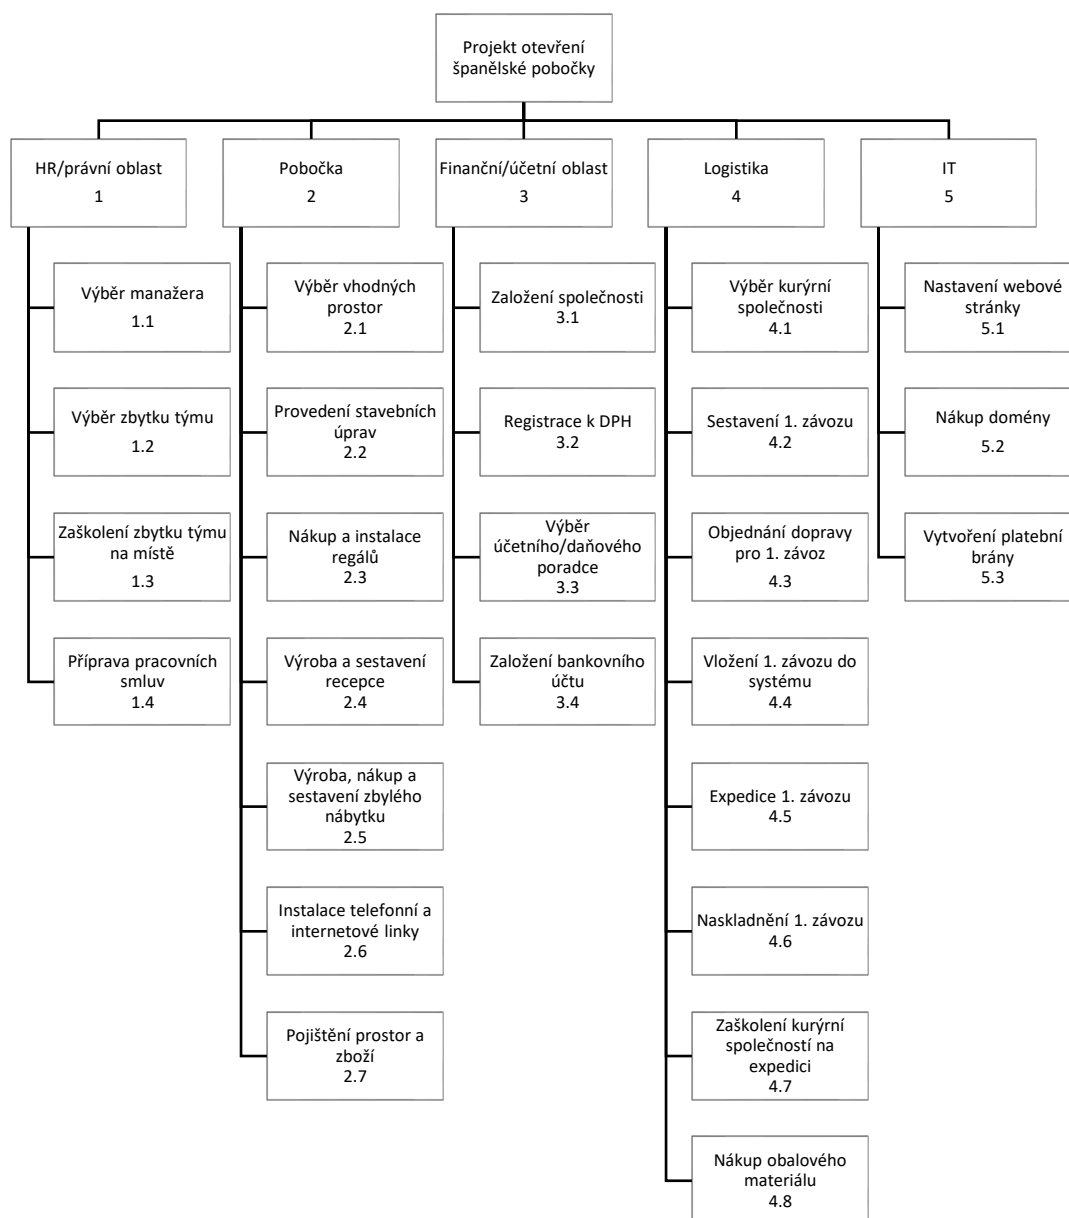 Projekt otevření
španělské pobočky
HR/právní oblast
1
Pobočka
2
Finanční/účetní oblast
3
Logistika
4
IT
5
Výběr manažera
1.1
Výběr zbytku týmu
1.2
Zaškolení zbytku týmu
na místě
1.3
Příprava pracovních
smluv
1.4
Výběr vhodných
prostor
2.1
Provedení stavebních
úprav
2.2
Nákup a instalace
regálů
2.3
Výroba a sestavení
recepce
2.4
Výroba, nákup a
sestavení zbylého
nábytku
2.5
Instalace telefonní a
internetové linky
2.6
Pojištění prostor a
zboží
2.7
Založení společnosti
3.1
Registrace k DPH
3.2
Výběr
účetního/daňového
poradce
3.3
Založení bankovního
účtu
3.4
Výběr kurýrní
společnosti
4.1
Sestavení 1. závozu
4.2
Objednání dopravy
pro 1. závoz
4.3
Vložení 1. závozu do
systému
4.4
Expedice 1. závozu
4.5
Naskladnění 1. závozu
4.6
Zaškolení kurýrní
společností na
expedici
4.7
Nákup obalového
materiálu
4.8
Nastavení webové
stránky
5.1
Nákup domény
5.2
Vytvoření platební
brány
5.3